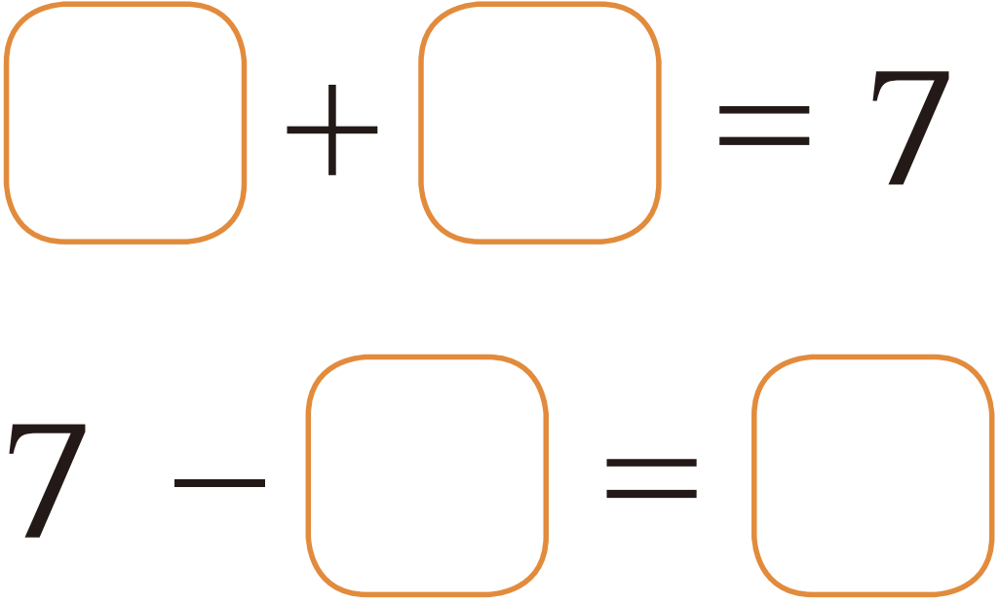 □ + □ = 7
7 − □ = □